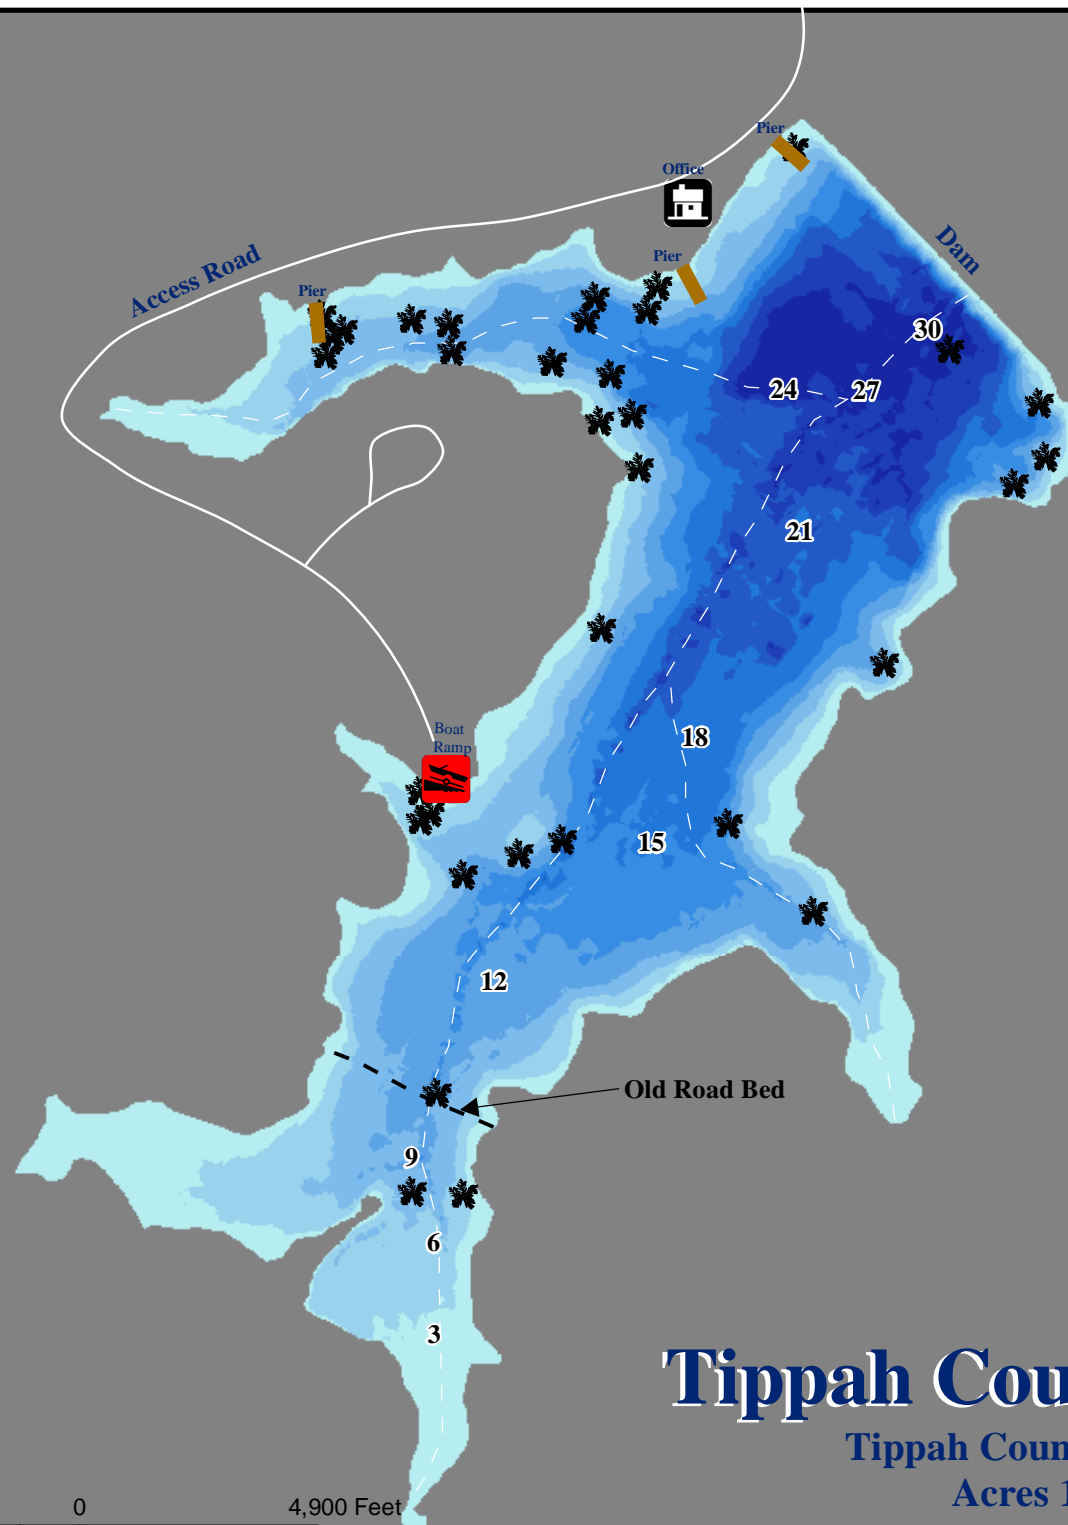 Pier
Office
Dam
Access Road
Pier
Pier
30
24
27
21
Boat
Ramp
18
15
12
Old Road Bed
9
6
3
Tippah Cou
Tippah Coun
Acres 1
0
4,900 Feet